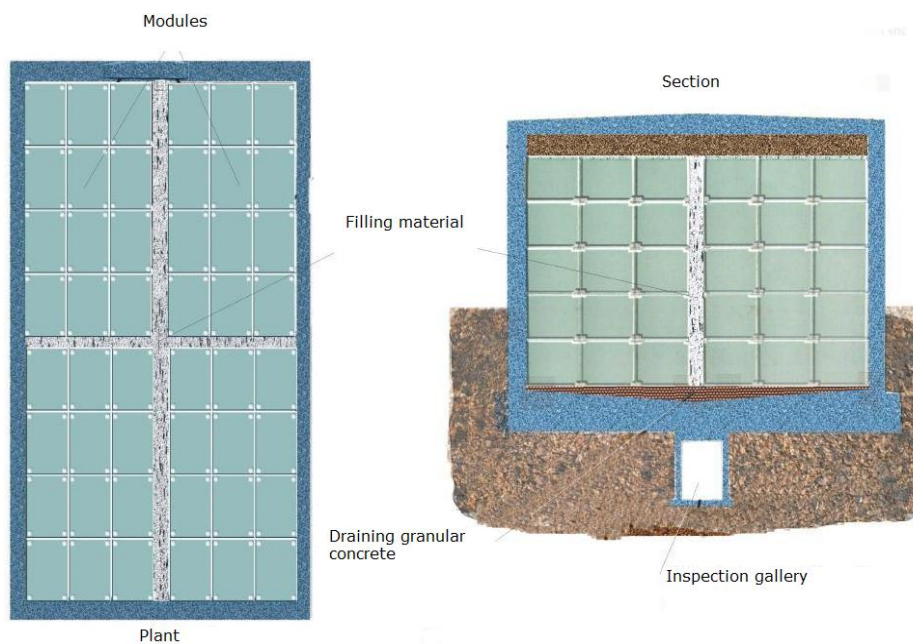 Modules
Section
Filling material
Draining granular
concrete
Inspection gallery
Plant